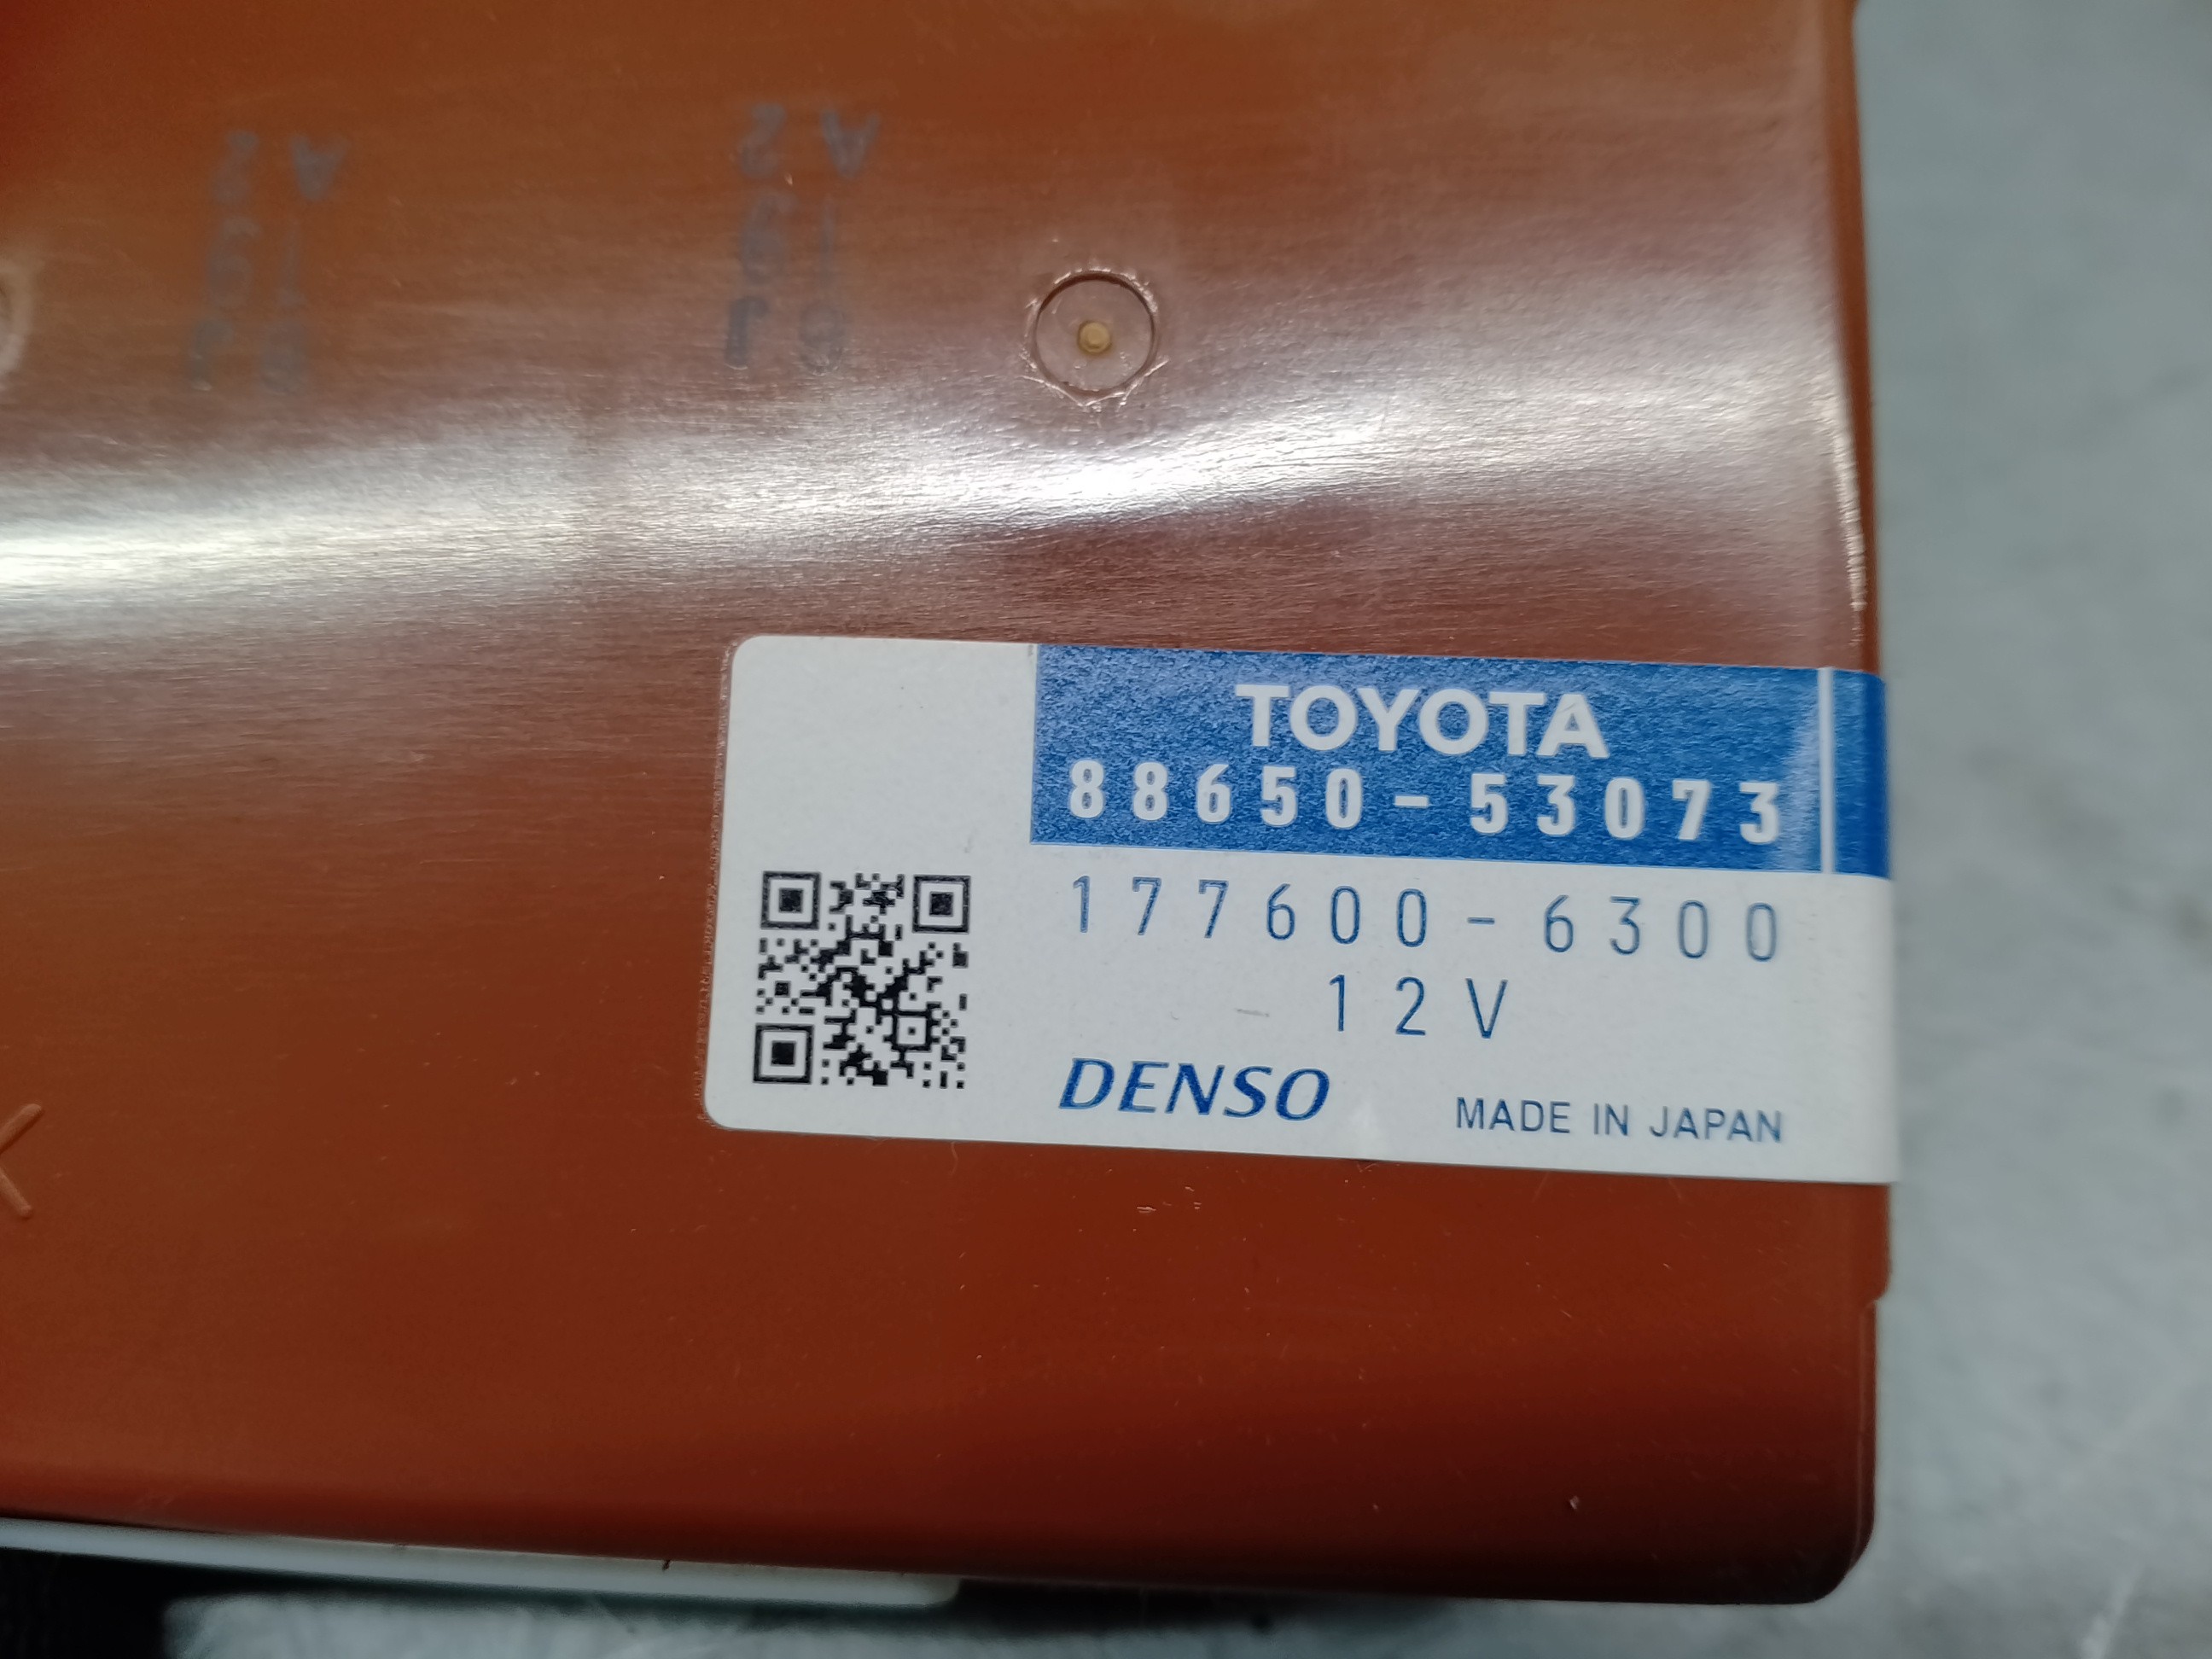 TOYOTA
88650-53073
177600-6300
12V
DENSO
MADE IN JAPAN